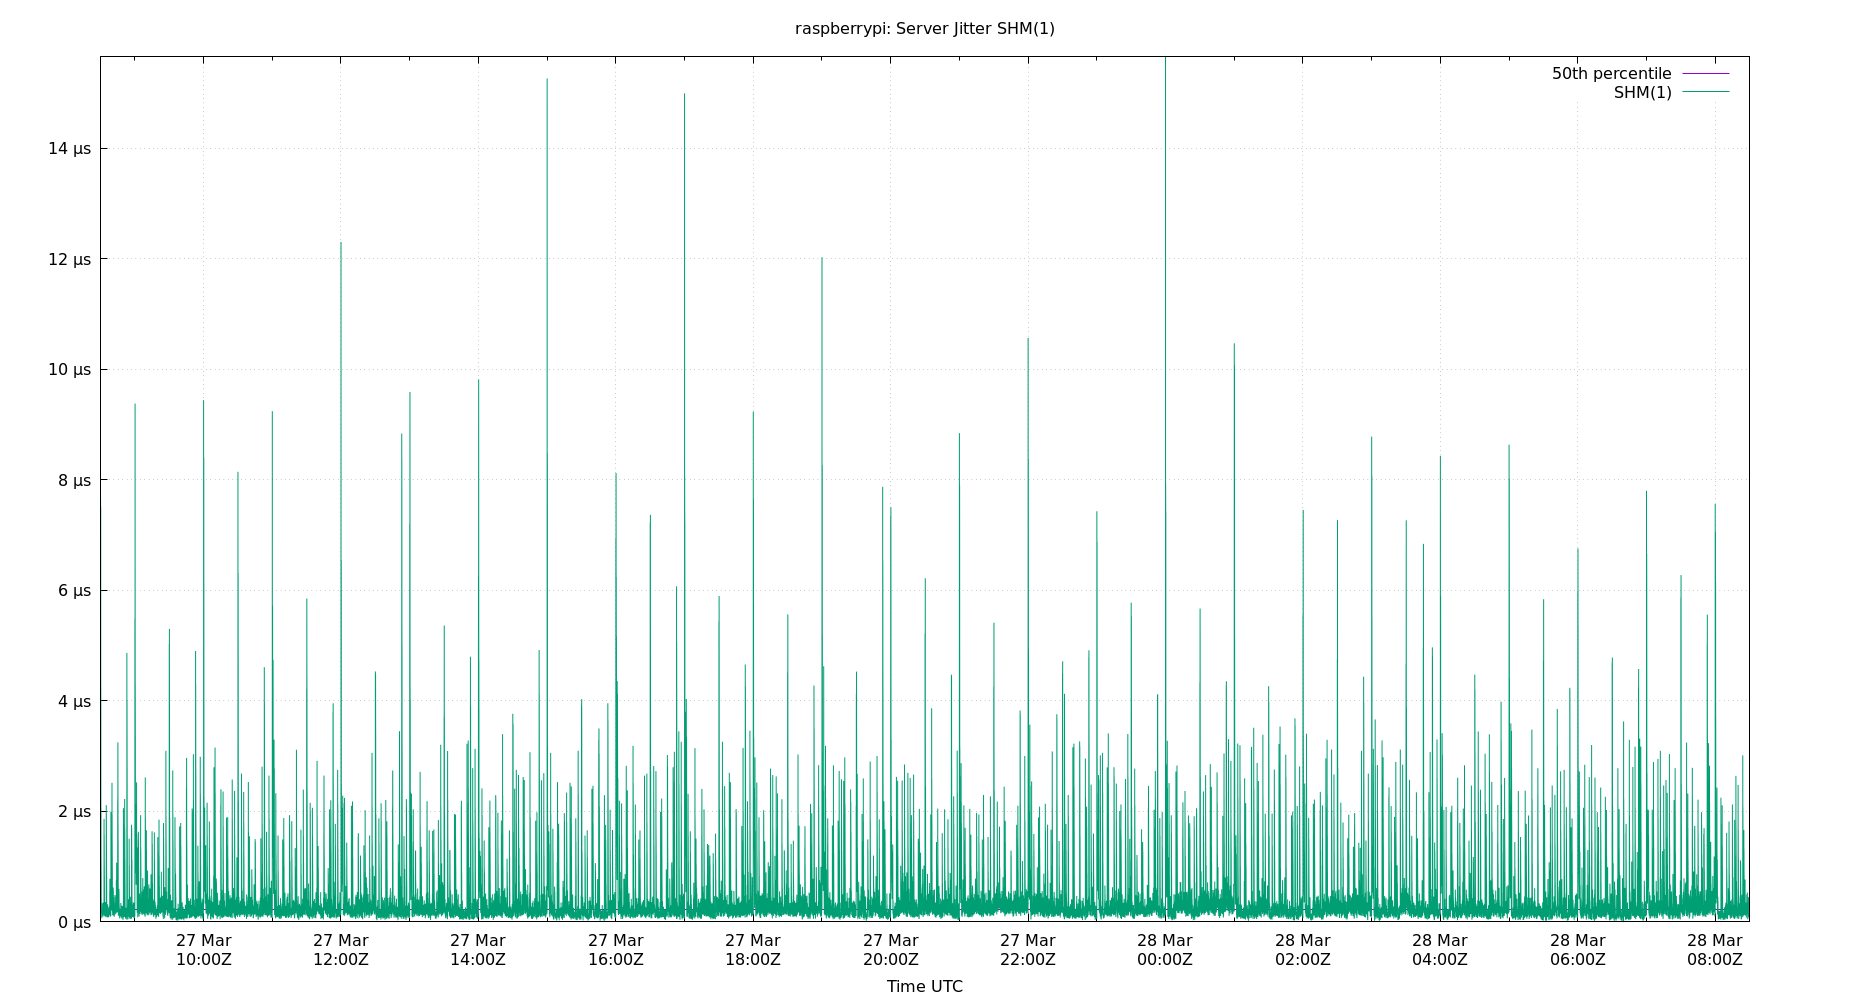 raspberrypi: Server Jitter SHM(1)
50th percentile
SHM(1)
14 µs
12 µs
10 µs
8 µs
6 µs
4 µs
2 µs
0 µs
27 Mar 27 Mar 27 Mar 27 Mar 27 Mar 27 Mar 27 Mar 28 Mar 28 Mar 28 Mar 28 Mar 28 Mar
10:00Z 12:00Z 14:00Z 16:00Z 18:00Z 20:00Z 22:00Z 00:00Z 02:00Z 04:00Z 06:00Z 08:00Z
Time UTC